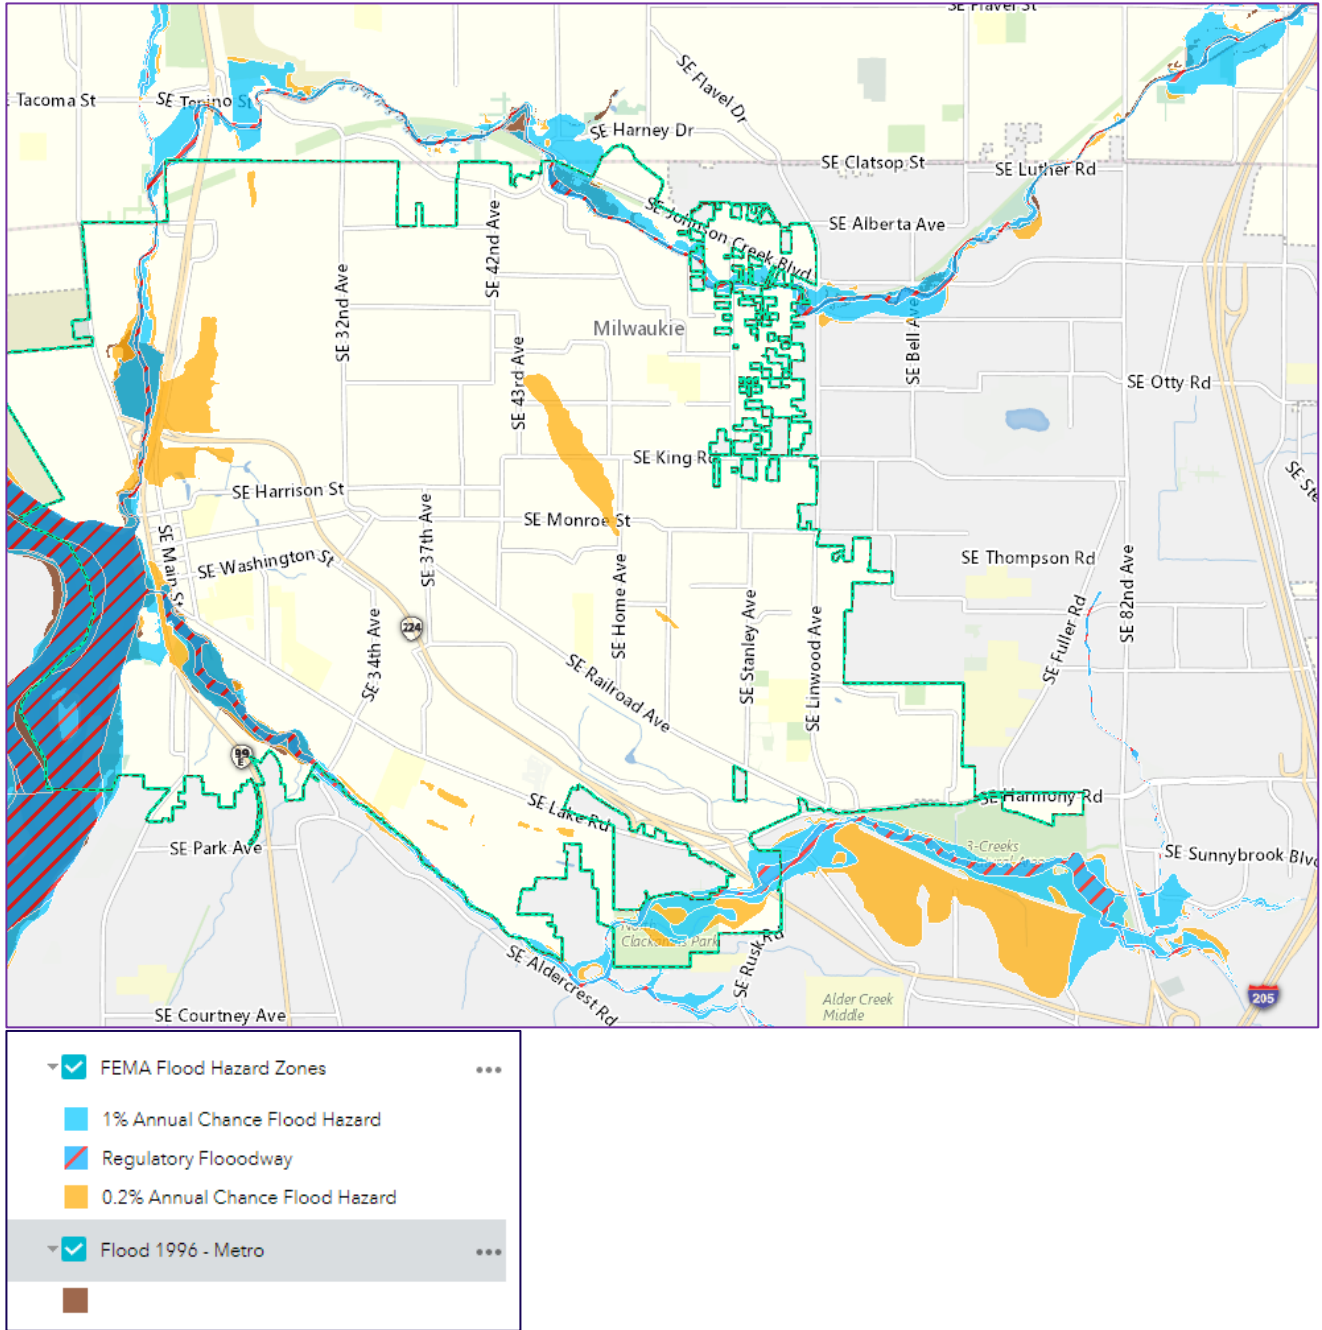 SE Flavel St
SE Flavel Dr
Tacoma St
SE Tenino St
SE Harney Dr
SE Clatsop St
SE Luther Rd
SE Johnson Creek Blvd
SE Alberta Ave
SE 42nd Ave
SE 32nd Ave
Milwaukie
SE Bell Ave
SE 43rd Ave
SE Otty Rd
SE King Rd
SE Harrison St
SE Monroe St
SE 37th Ave
SE Main St
SE Washington St
SE Thompson Rd
SE 82nd Ave
SE Home Ave
SE Stanley Ave
SE Linwood Ave
SE Fuller Rd
SE 34th Ave
224
SE Railroad Ave
99
E
SE Lake Rd
SE Harmony Rd
SE Park Ave
3-Creeks
SE Sunnybrook Blvd
North
Clackamas Park
SE Rusk Rd
SE Aldercrest Rd
Alder Creek
Middle
205
SE Courtney Ave
FEMA Flood Hazard Zones
1% Annual Chance Flood Hazard
Regulatory Flooodway
0.2% Annual Chance Flood Hazard
Flood 1996 - Metro